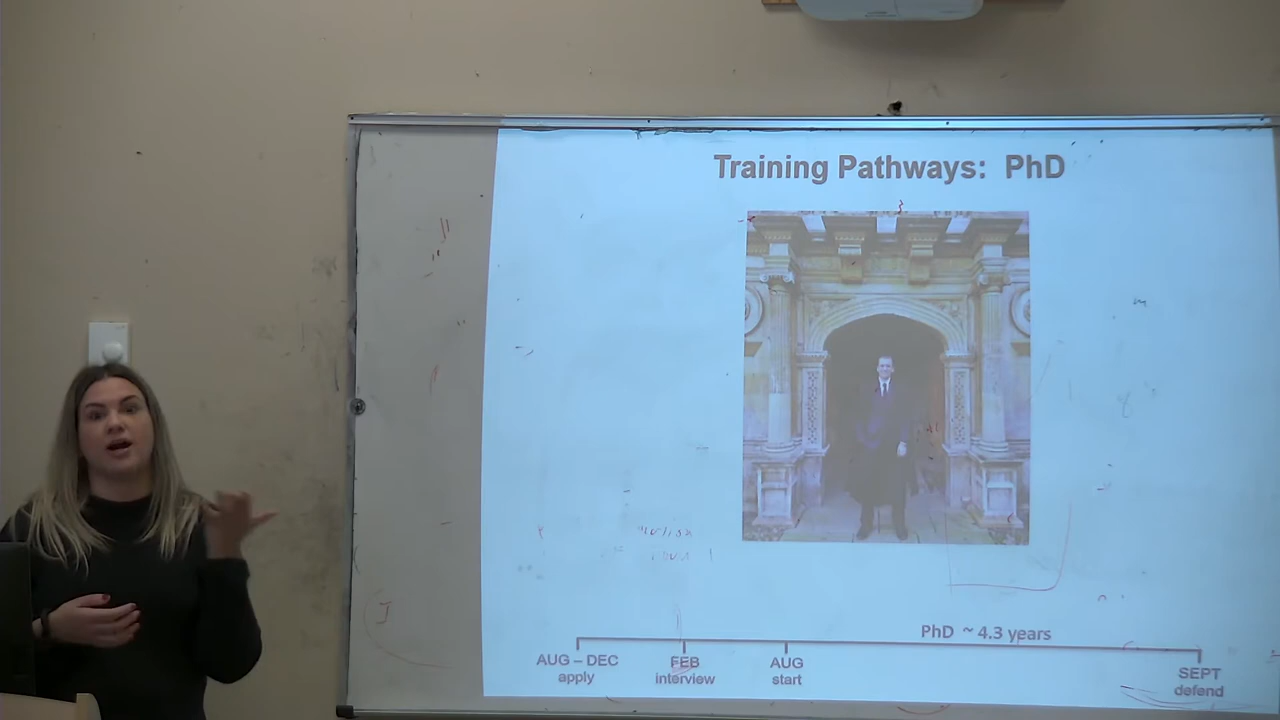 Training Pathways: PhD
PhD ~ 4.3 years
AUG – DEC
apply
FEB
interview
AUG
start
SEPT
defend